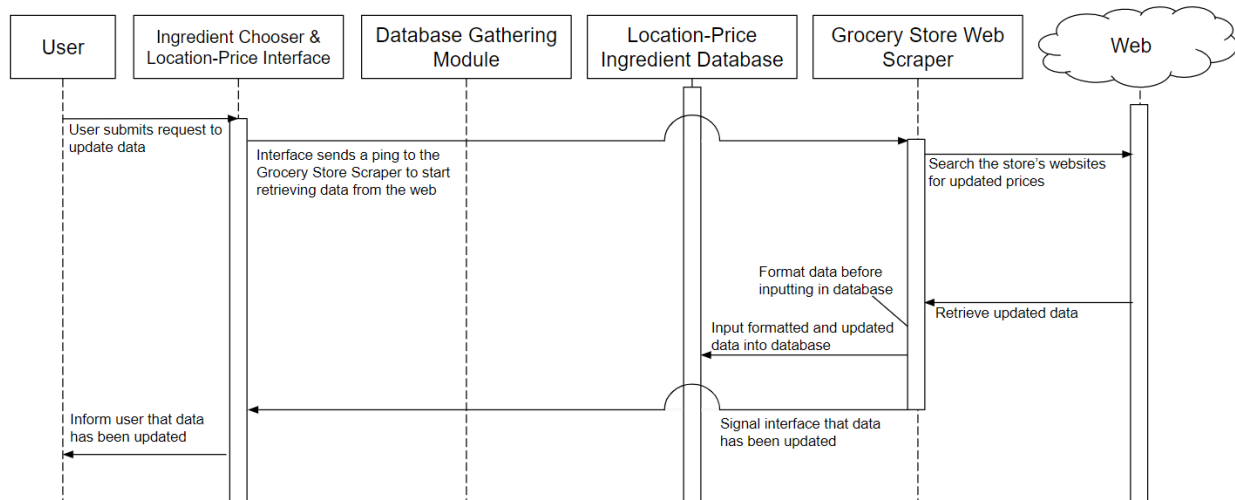 User
Ingredient Chooser &
Location-Price Interface
Database Gathering
Module
Location-Price
Ingredient Database
Grocery Store Web
Scraper
Web
User submits request to
update data
Interface sends a ping to the
Grocery Store Scraper to start
retrieving data from the web
Search the store's websites
for updated prices
Format data before
inputting in database
Retrieve updated data
Input formatted and updated
data into database
Signal interface that data
has been updated
Inform user that data
has been updated